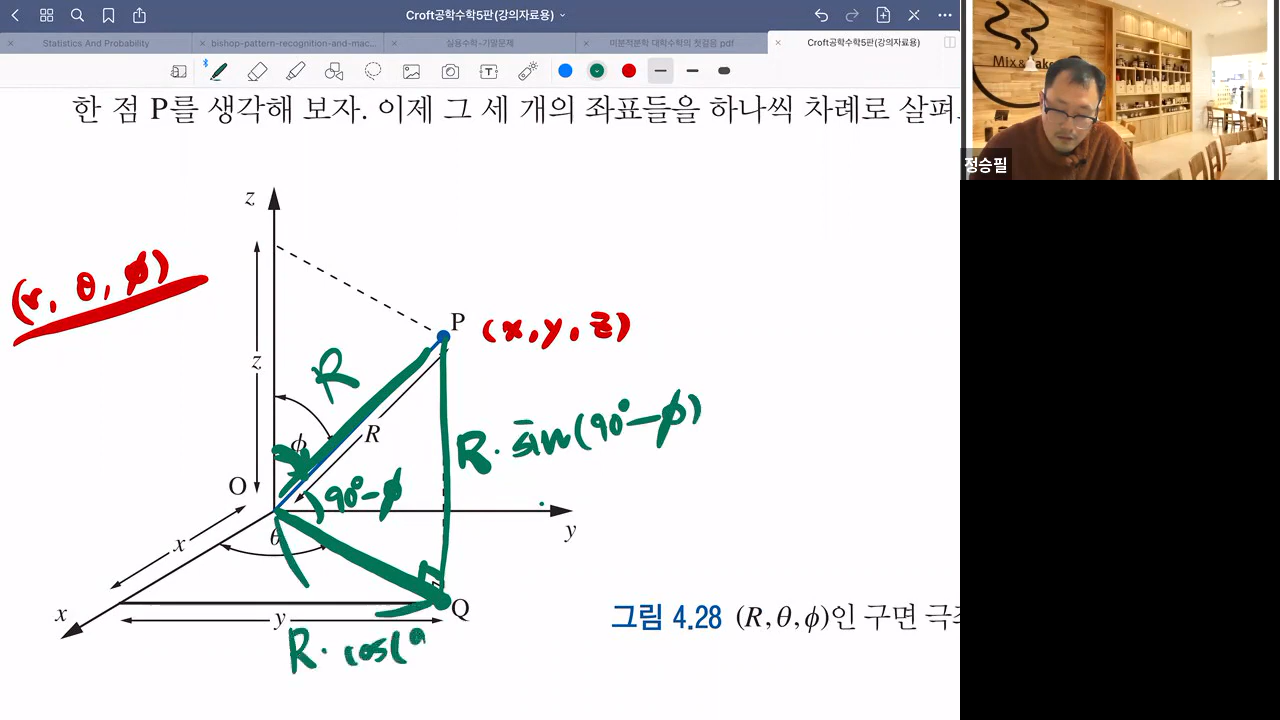 Croft공학수학5판(강의자료용)
Statistics And Probability
bishop-pattern-recognition-and-mac...
실용수학-기말문제
미분적분학 대학수학의 첫걸음.pdf
Croft공학수학5판(강의자료용)
Mix&
정승필
한 점 P를 생각해 보자. 이제 그 세 개의 좌표들을 하나씩 차례로 살펴
z
(r, θ, ϕ)
P (x, y, z)
z
R
R
ϕ
R · sin(90°−ϕ)
O
90°−ϕ
y
θ
x
x
Q
y
R · cos(
그림 4.28 (R, θ, ϕ)인 구면 극